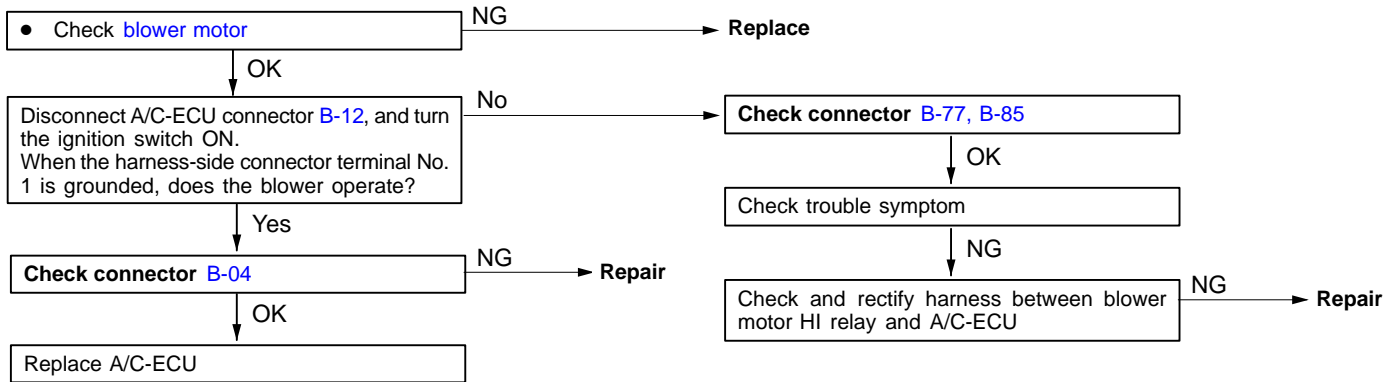 ● Check blower motor
NG
Replace
OK
Disconnect A/C-ECU connector B-12, and turn
the ignition switch ON.
When the harness-side connector terminal No.
1 is grounded, does the blower operate?
No
Check connector B-77, B-85
OK
Check trouble symptom
NG
Check and rectify harness between blower
motor HI relay and A/C-ECU
NG
Repair
Yes
Check connector B-04
NG
Repair
OK
Replace A/C-ECU